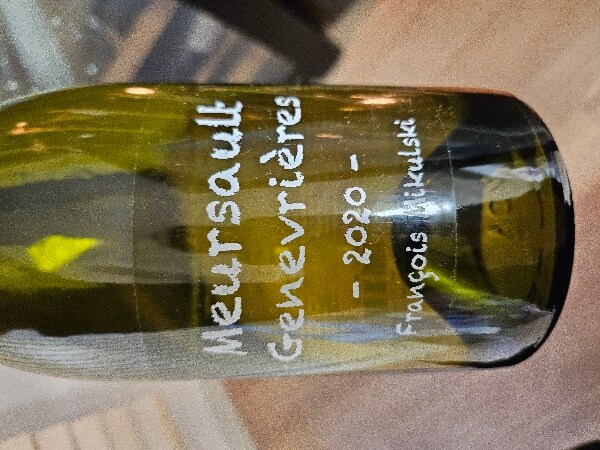 Meursault
Genevrières
- 2020 -
François Mikulski